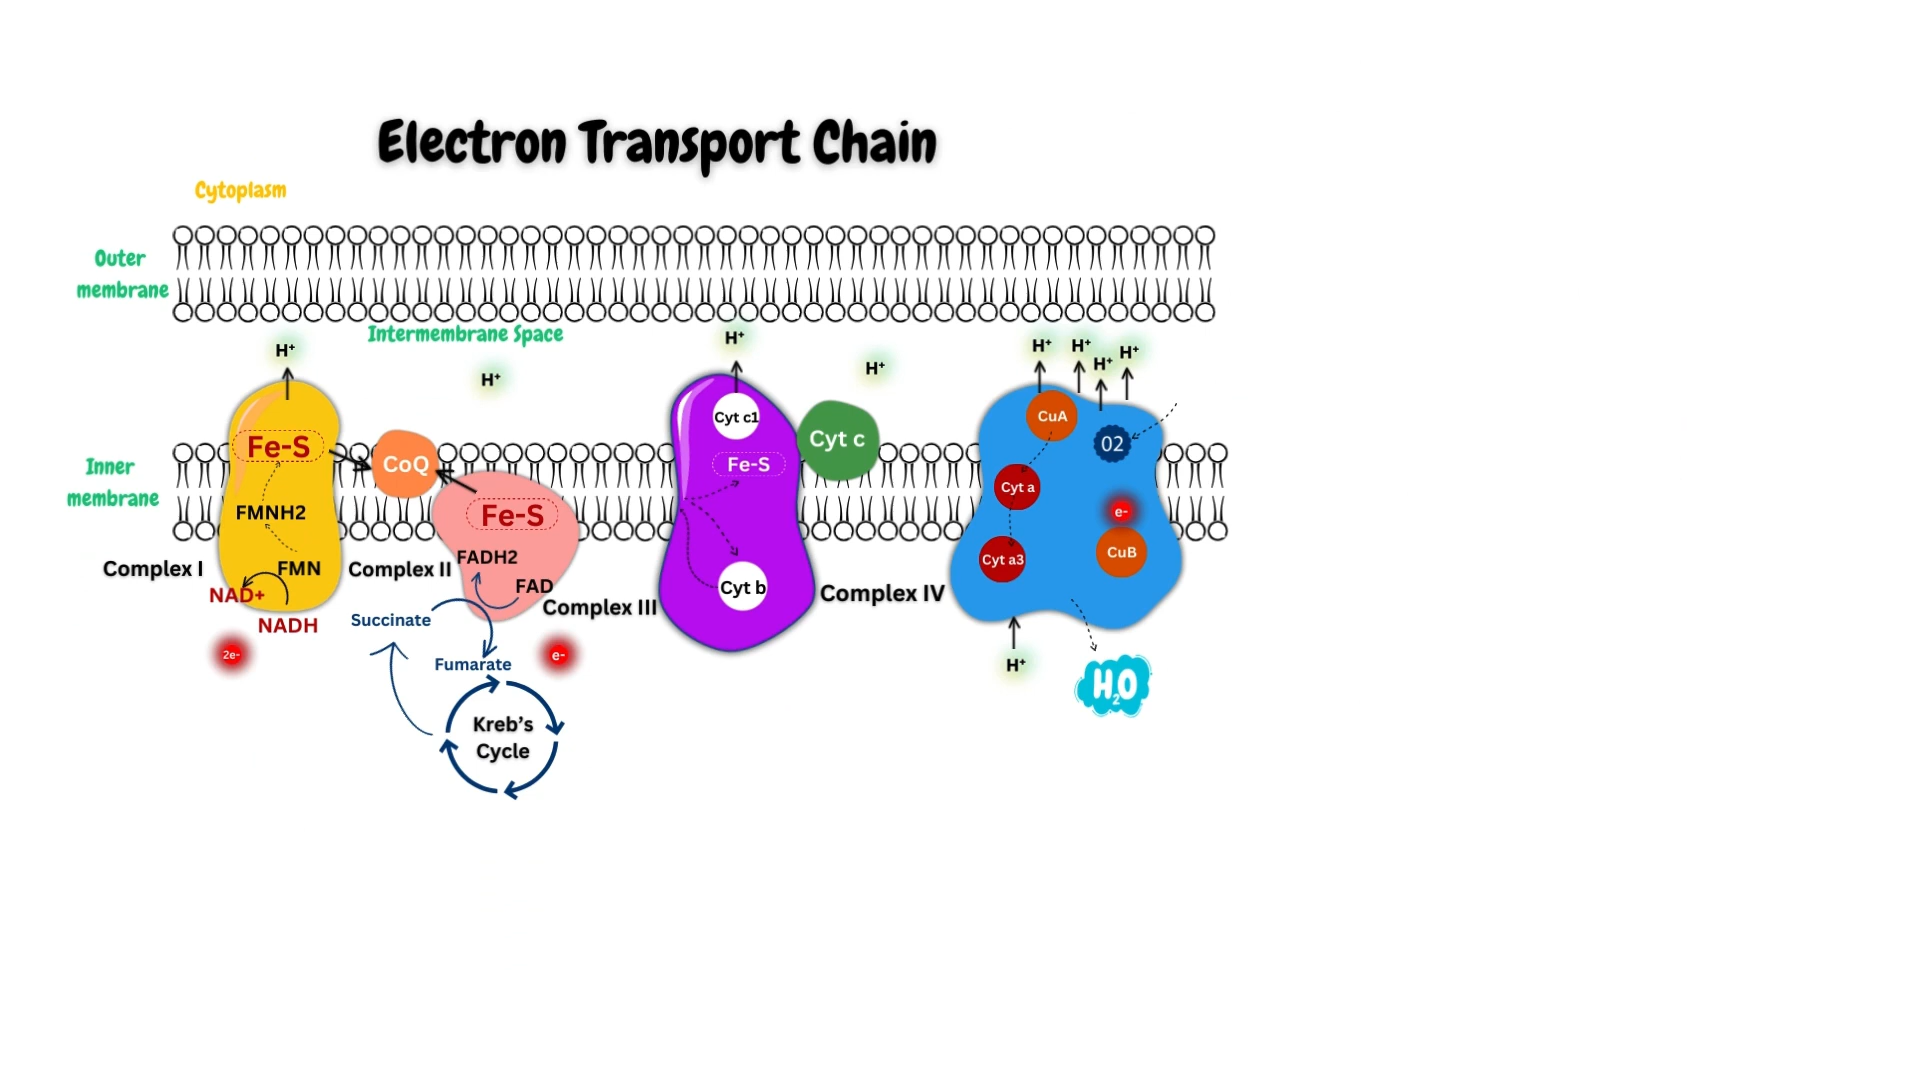 Electron Transport Chain
Cytoplasm
Outer
membrane
Intermembrane Space
H⁺
H⁺
H⁺
H⁺
H⁺
H⁺
H⁺
H⁺
Inner
membrane
Fe-S
FMNH2
FMN
NAD+
NADH
2e-
Complex I
CoQ
Complex II
Fe-S
FADH2
FAD
Succinate
Fumarate
e-
Kreb's
Cycle
Complex III
Cyt c1
Fe-S
Cyt b
Cyt c
Complex IV
CuA
02
Cyt a
e-
Cyt a3
CuB
H⁺
H2O